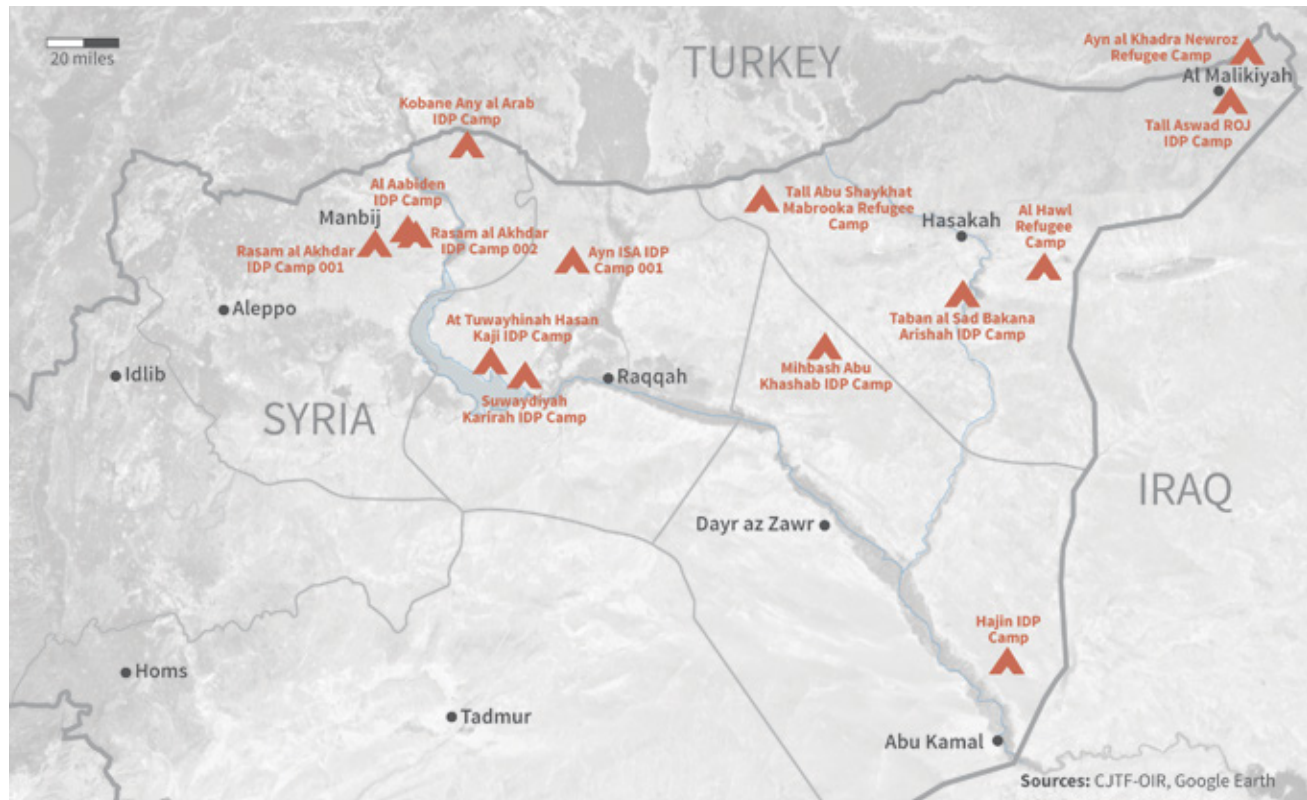 20 miles
TURKEY
Ayn al Khadra Newroz
Refugee Camp
Al Malikiyah
Tall Aswad ROJ
IDP Camp
Kobane Any al Arab
IDP Camp
Al Aabiden
IDP Camp
Manbij
Rasam al Akhdar
IDP Camp 001
Rasam al Akhdar
IDP Camp 002
Ayn ISA IDP
Camp 001
Tall Abu Shaykhat
Mabrooka Refugee
Camp
Hasakah
Al Hawl
Refugee
Camp
Aleppo
At Tuwayhinah Hasan
Kaji IDP Camp
Taban al Sad Bakana
Arishah IDP Camp
Idlib
Raqqah
Mihbash Abu
Khashab IDP Camp
SYRIA
Suwaydiyah
Karirah IDP Camp
IRAQ
Dayr az Zawr
Hajin IDP
Camp
Homs
Tadmur
Abu Kamal
Sources: CJTF-OIR, Google Earth